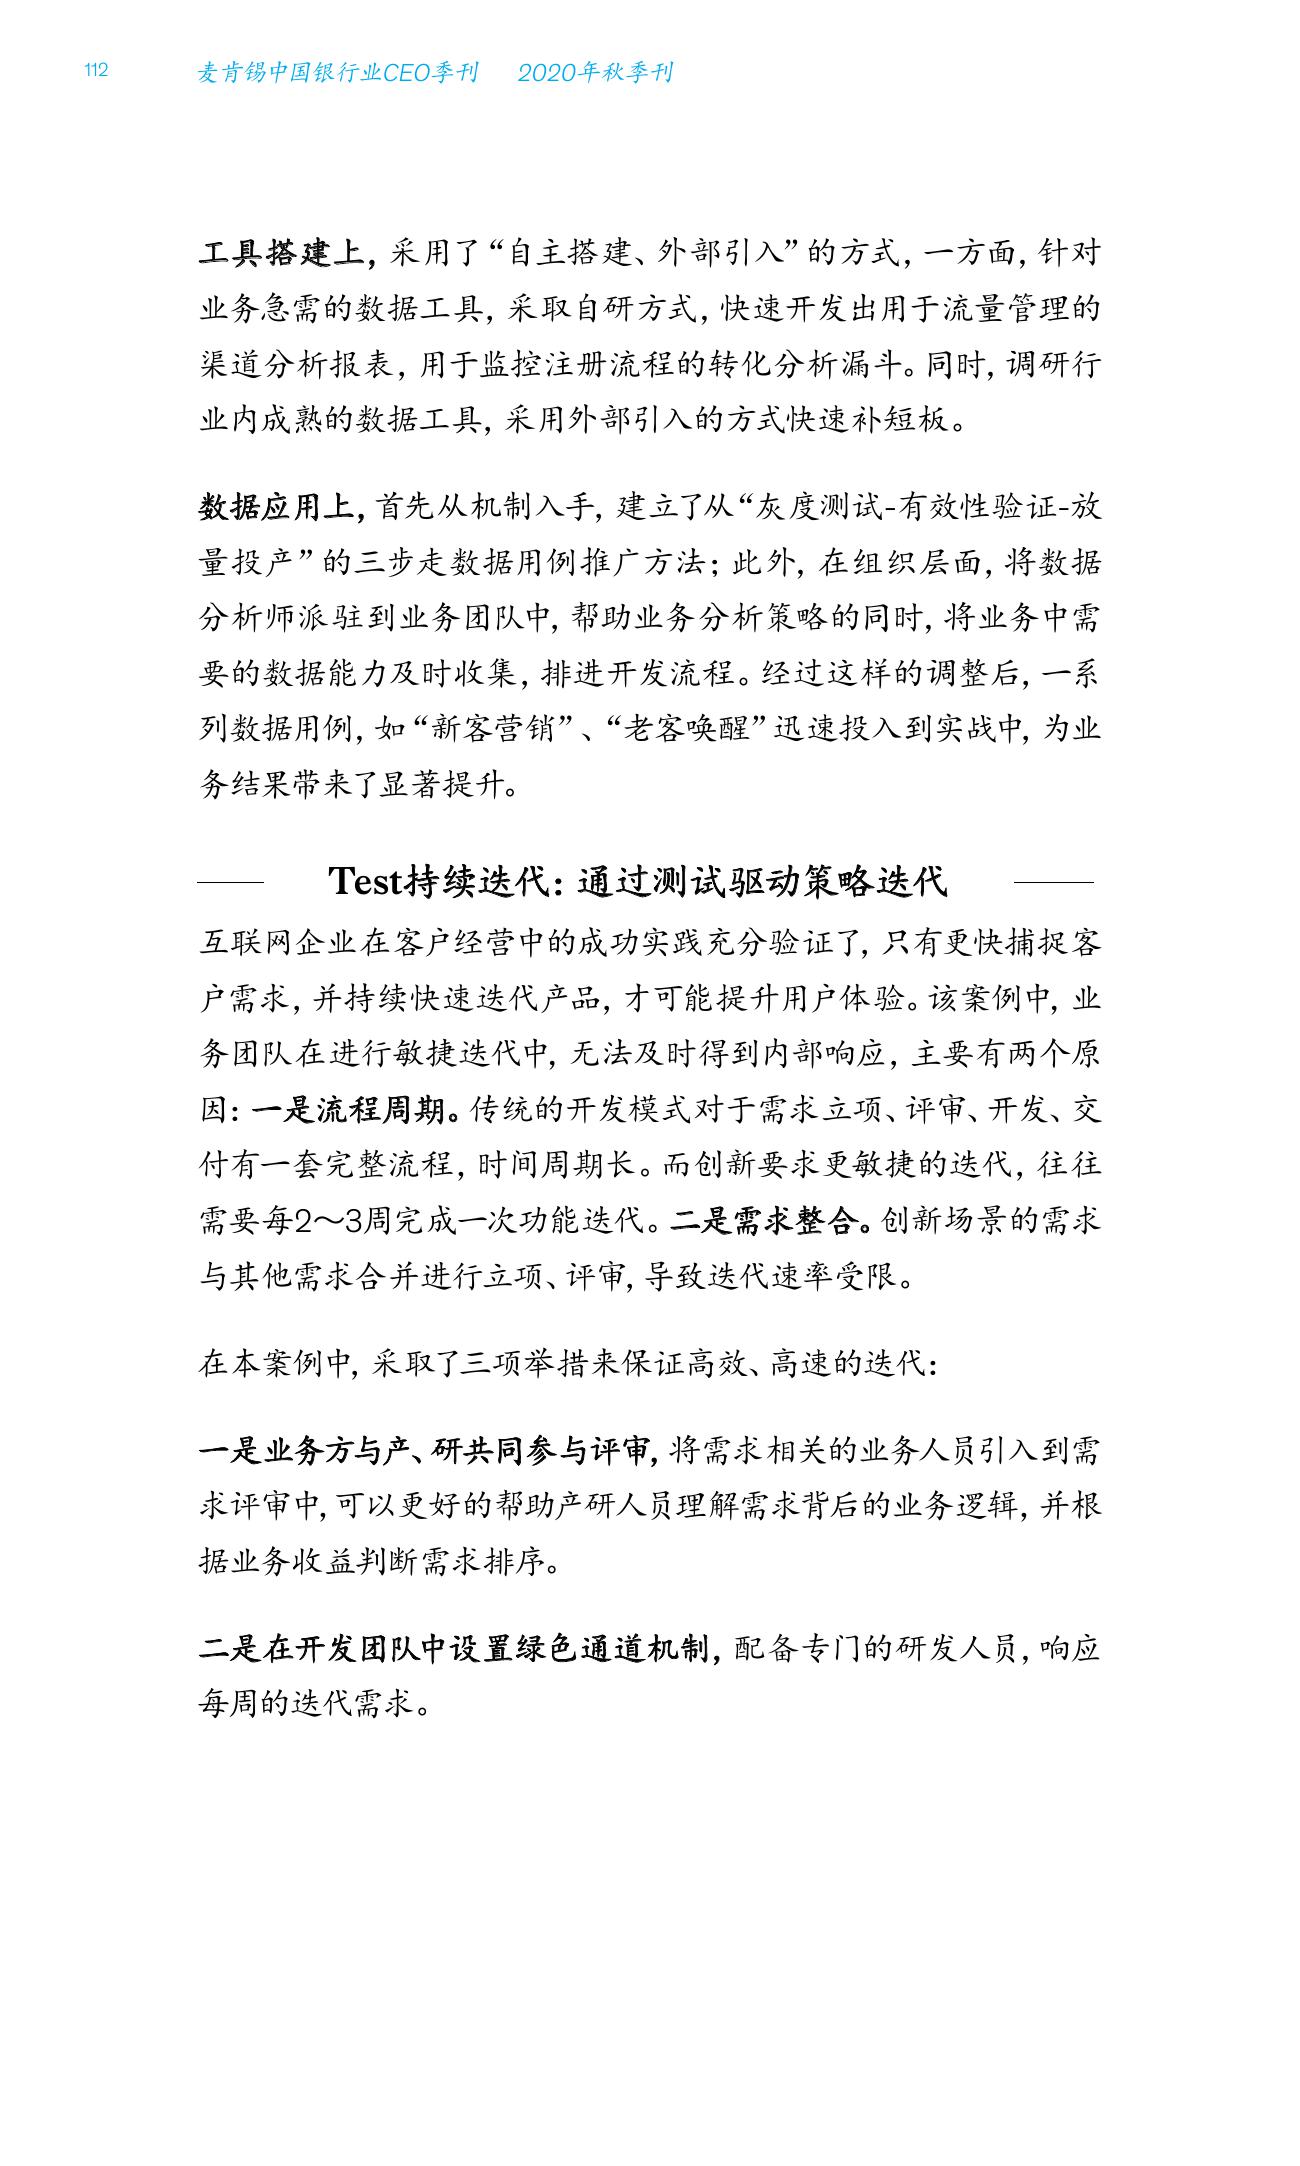 112
麦肯锡中国银行业CEO季刊 2020年秋季刊
工具搭建上，采用了“自主搭建、外部引入”的方式，一方面，针对
业务急需的数据工具，采取自研方式，快速开发出用于流量管理的
渠道分析报表，用于监控注册流程的转化分析漏斗。同时，调研行
业内成熟的数据工具，采用外部引入的方式快速补短板。
数据应用上，首先从机制入手，建立了从“灰度测试-有效性验证-放
量投产”的三步走数据用例推广方法；此外，在组织层面，将数据
分析师派驻到业务团队中，帮助业务分析策略的同时，将业务中需
要的数据能力及时收集，排进开发流程。经过这样的调整后，一系
列数据用例，如“新客营销”、“老客唤醒”迅速投入到实战中，为业
务结果带来了显著提升。
Test持续迭代：通过测试驱动策略迭代
互联网企业在客户经营中的成功实践充分验证了，只有更快捕捉客
户需求，并持续快速迭代产品，才可能提升用户体验。该案例中，业
务团队在进行敏捷迭代中，无法及时得到内部响应，主要有两个原
因：一是流程周期。传统的开发模式对于需求立项、评审、开发、交
付有一套完整流程，时间周期长。而创新要求更敏捷的迭代，往往
需要每2～3周完成一次功能迭代。二是需求整合。创新场景的需求
与其他需求合并进行立项、评审，导致迭代速率受限。
在本案例中，采取了三项举措来保证高效、高速的迭代：
一是业务方与产、研共同参与评审，将需求相关的业务人员引入到需
求评审中，可以更好的帮助产研人员理解需求背后的业务逻辑，并根
据业务收益判断需求排序。
二是在开发团队中设置绿色通道机制，配备专门的研发人员，响应
每周的迭代需求。